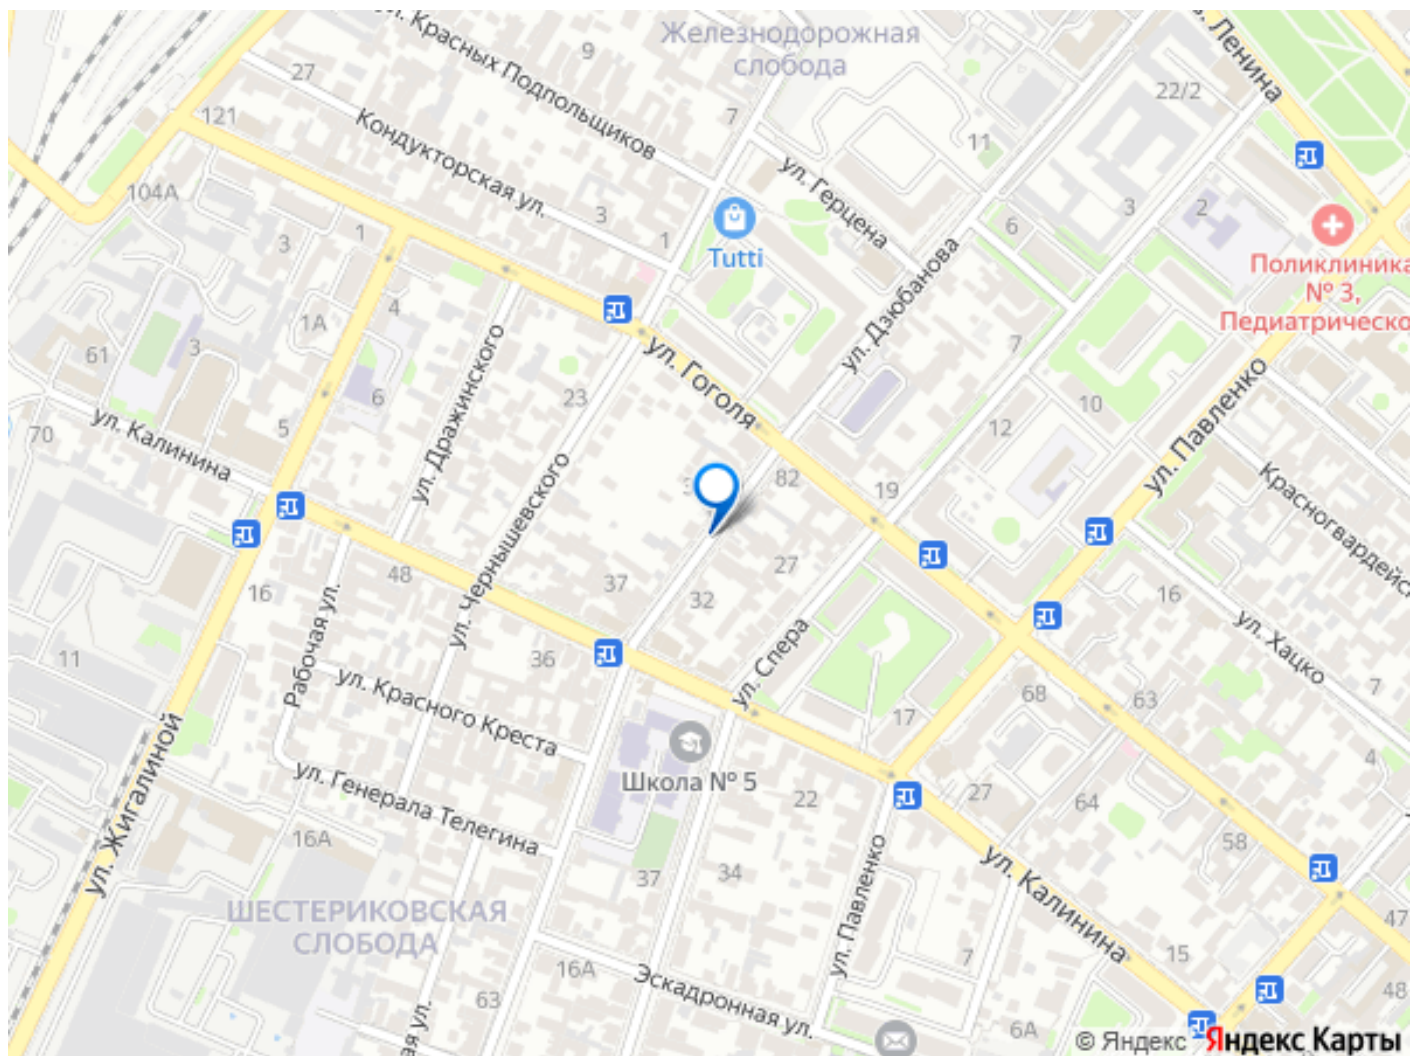 ул. Красных Подпольщиков
9
Железнодорожная
слобода
ул. Ленина
27
7
22/2
121
Кондукторская ул.
11
104А
3
1
3
1
ул. Герцена
6
3
2
Tutti
Поликлиника
№ 3,
Педиатрическо
4
1А
61
3
ул. Дзюбанова
ул. Гоголя
7
6
ул. Дражинского
23
10
12
ул. Павленко
70
ул. Калинина
5
82
19
Красногвардейс
48
ул. Чернышевского
37
32
27
16
16
Рабочая ул.
ул. Хацко
11
36
ул. Спера
ул. Красного Креста
68
63
7
17
ул. Жигалиной
Школа № 5
4
ул. Генерала Телегина
22
27
64
16А
58
37
34
ул. Павленко
ул. Калинина
ШЕСТЕРИКОВСКАЯ
СЛОБОДА
47
16А
7
15
63
Эскадронная ул.
48
ая ул.
6А
© Яндекс Яндекс Карты